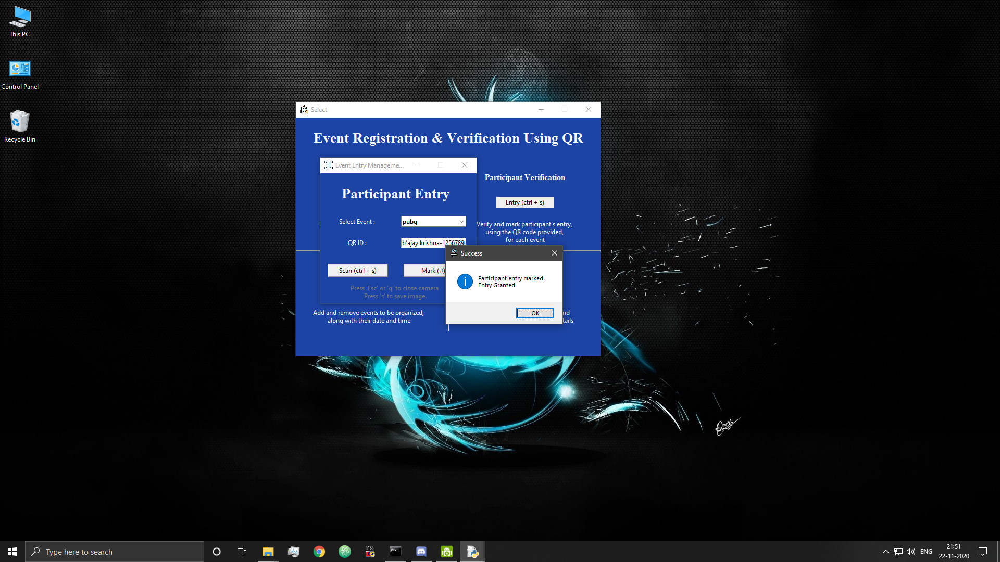 This PC
Control Panel
Recycle Bin
Select
Event Registration & Verification Using QR
Event Entry Manageme...
Participant Entry
Select Event :
pubg
QR ID :
b'ajay krishna-12567890
Scan (ctrl + s)
Mark (↵)
Press 'Esc' or 'q' to close camera
Press 's' to save image.
Participant Verification
Entry (ctrl + s)
Verify and mark participant's entry,
using the QR code provided,
for each event
Success
Participant entry marked.
Entry Granted
OK
Add and remove events to be organized,
along with their date and time
nd
tails
Type here to search
ENG
21:51
22-11-2020